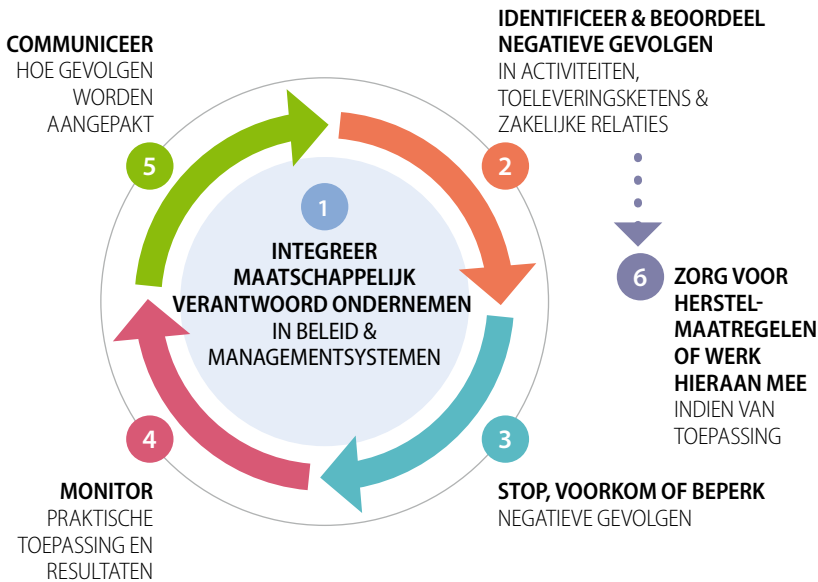 1
INTEGREER
MAATSCHAPPELIJK
VERANTWOORD ONDERNEMEN
IN BELEID &
MANAGEMENTSYSTEMEN
2
IDENTIFICEER & BEOORDEEL
NEGATIEVE GEVOLGEN
IN ACTIVITEITEN,
TOELEVERINGSKETENS &
ZAKELIJKE RELATIES
3
STOP, VOORKOM OF BEPERK
NEGATIEVE GEVOLGEN
4
MONITOR
PRAKTISCHE
TOEPASSING EN
RESULTATEN
5
COMMUNICEER
HOE GEVOLGEN
WORDEN
AANGEPAKT
6
ZORG VOOR
HERSTEL-
MAATREGELEN
OF WERK
HIERAAN MEE
INDIEN VAN
TOEPASSING